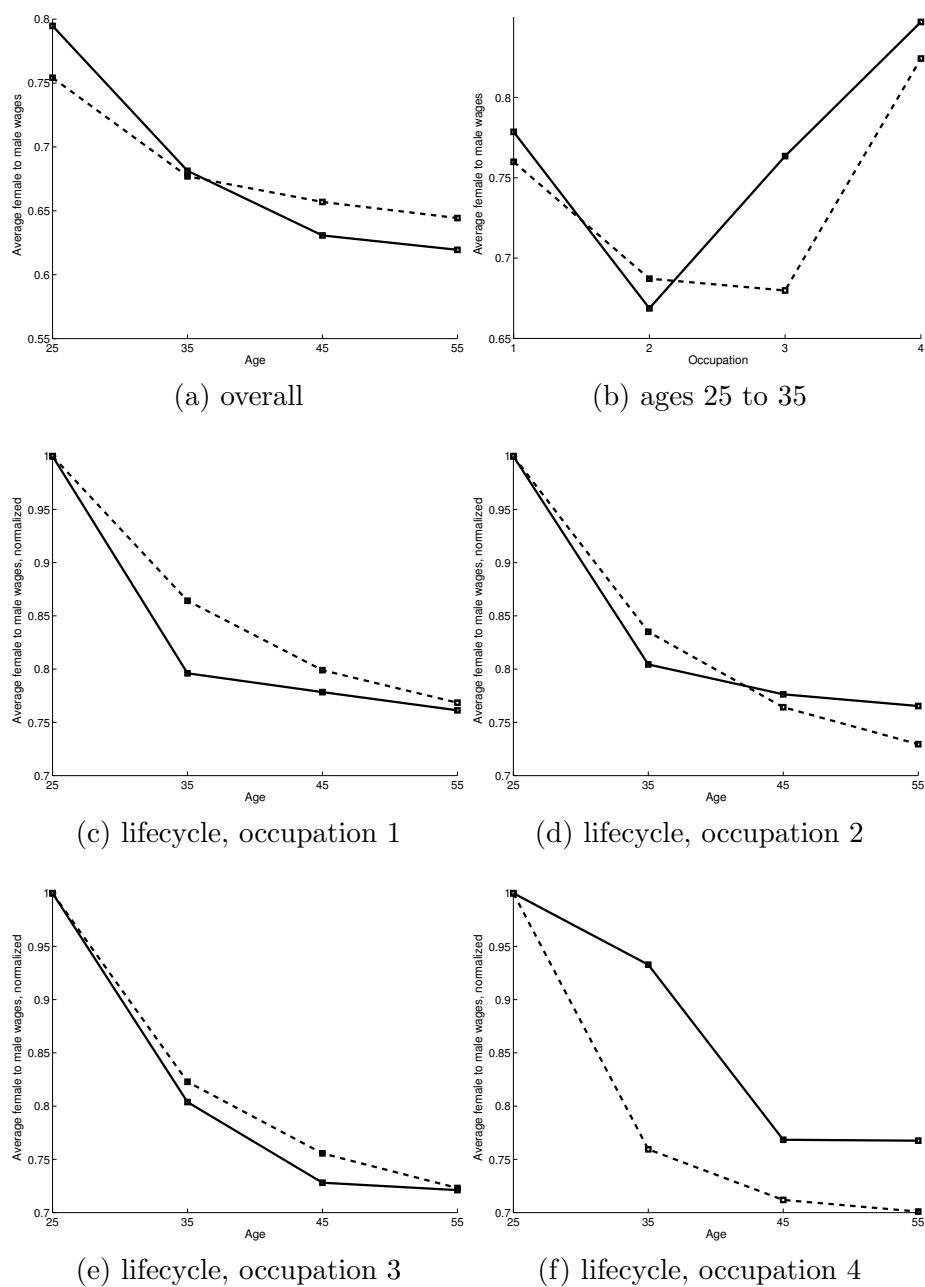 0.8
0.75
0.7
0.65
0.6
0.55
25 35 45 55
Age
Average female to male wages
(a) overall
0.8
0.75
0.7
0.65
1 2 3 4
Occupation
Average female to male wages
(b) ages 25 to 35
1
0.95
0.9
0.85
0.8
0.75
0.7
25 35 45 55
Age
Average female to male wages, normalized
(c) lifecycle, occupation 1
1
0.95
0.9
0.85
0.8
0.75
0.7
25 35 45 55
Age
Average female to male wages, normalized
(d) lifecycle, occupation 2
1
0.95
0.9
0.85
0.8
0.75
0.7
25 35 45 55
Age
Average female to male wages, normalized
(e) lifecycle, occupation 3
1
0.95
0.9
0.85
0.8
0.75
0.7
25 35 45 55
Age
Average female to male wages, normalized
(f) lifecycle, occupation 4